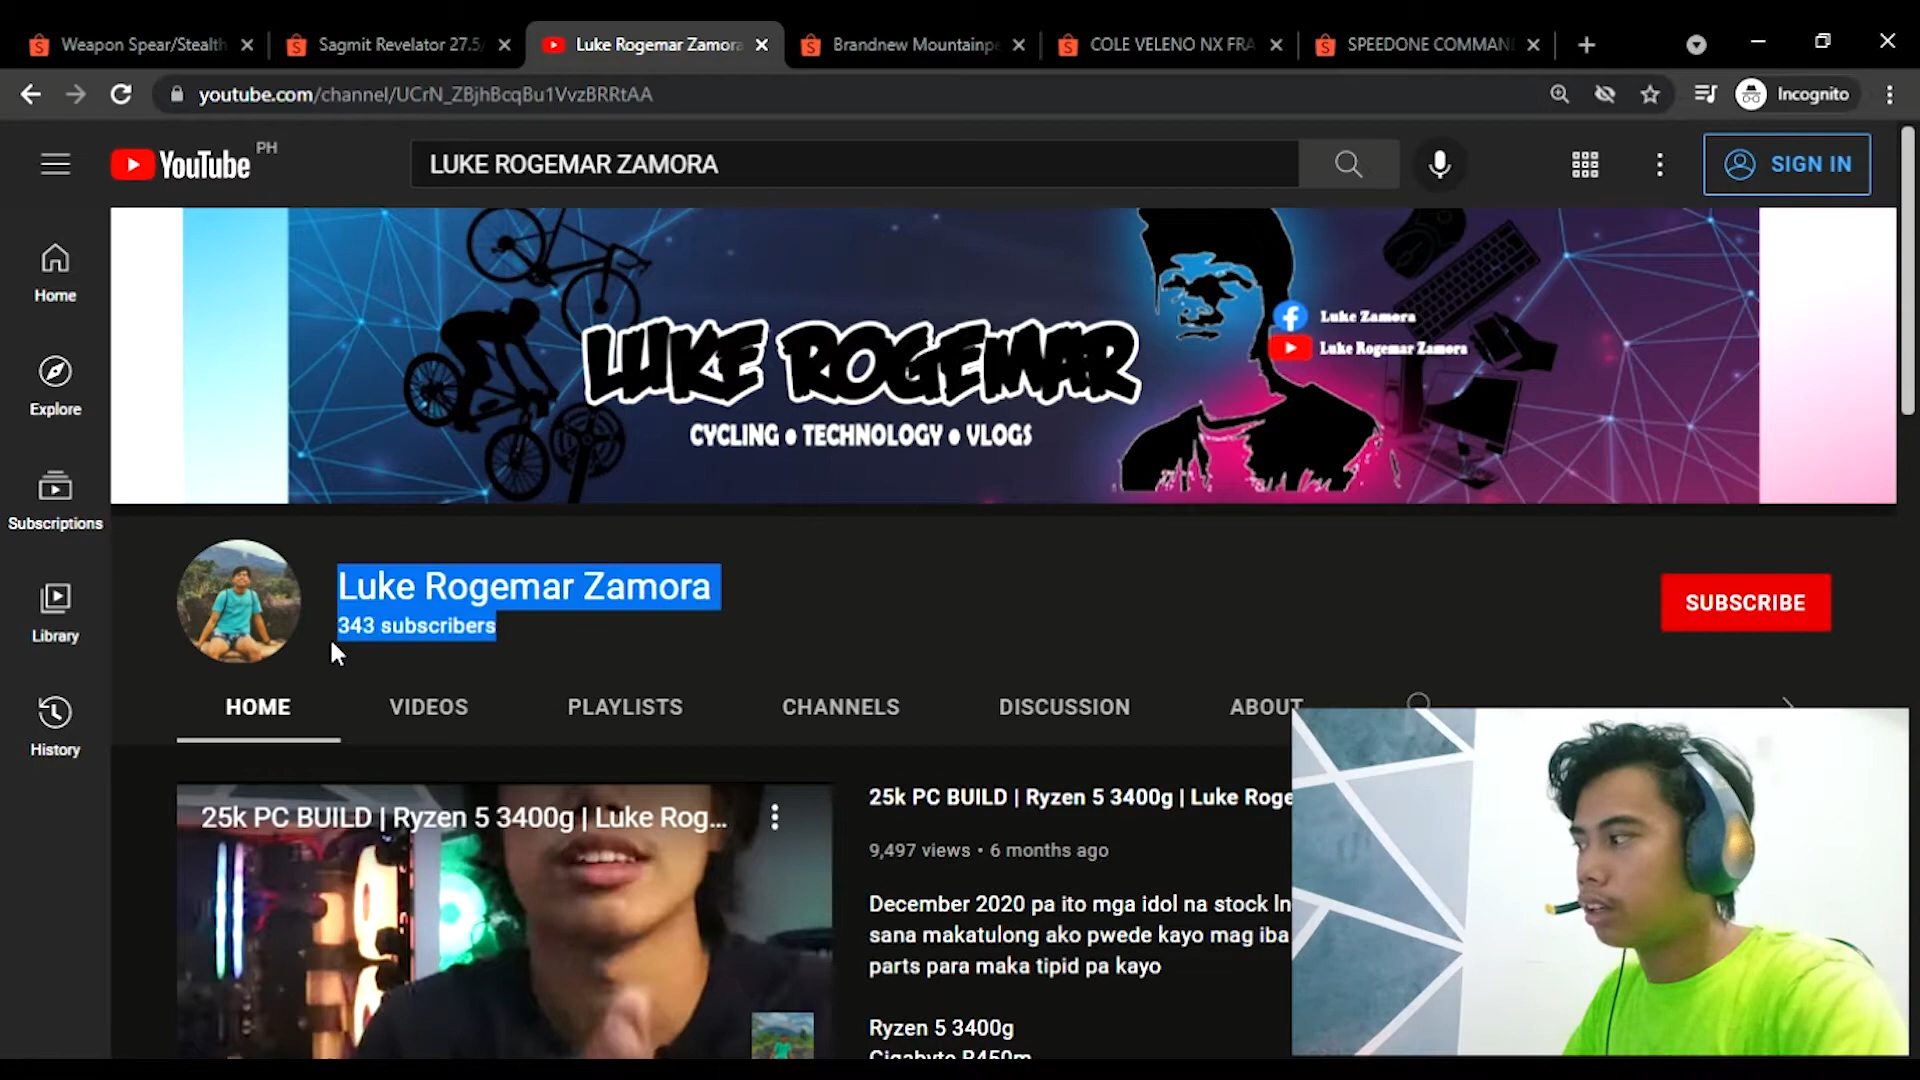 Weapon Spear/Stealth
Sagmit Revelator 27.5/
Luke Rogemar Zamora
Brandnew Mountainpe
COLE VELENO NX FRA
SPEEDONE COMMAN
youtube.com/channel/UCrN_ZBjhBcqBu1VvzBRRtAA
Incognito
YouTube PH
LUKE ROGEMAR ZAMORA
SIGN IN
Home
Explore
Subscriptions
Library
History
LUKE ROGEMAR
CYCLING • TECHNOLOGY • VLOGS
Luke Zamora
Luke Rogemar Zamora
Luke Rogemar Zamora
343 subscribers
SUBSCRIBE
HOME VIDEOS PLAYLISTS CHANNELS DISCUSSION ABOUT
25k PC BUILD | Ryzen 5 3400g | Luke Rog...
25k PC BUILD | Ryzen 5 3400g | Luke Roge
9,497 views • 6 months ago
December 2020 pa ito mga idol na stock In
sana makatulong ako pwede kayo mag iba
parts para maka tipid pa kayo
Ryzen 5 3400g
Gigabyte B450m